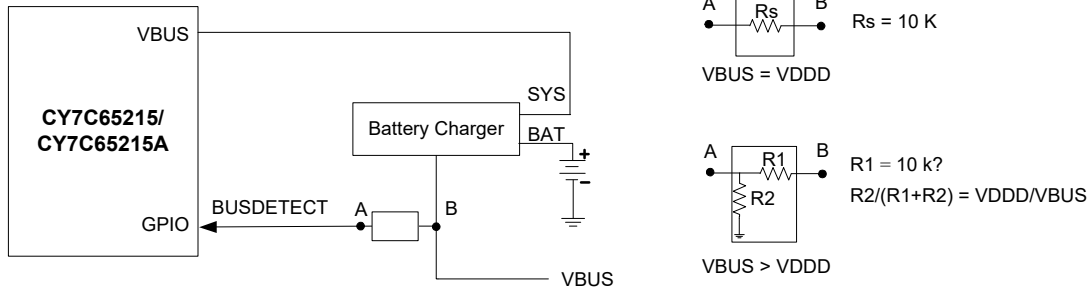 VBUS
CY7C65215/
CY7C65215A
SYS
Battery Charger
BAT
+
-
BUSDETECT
A
B
GPIO
VBUS
A
B
Rs
Rs = 10 K
VBUS = VDDD
A
B
R1
R2
R1 = 10 k?
R2/(R1+R2) = VDDD/VBUS
VBUS > VDDD